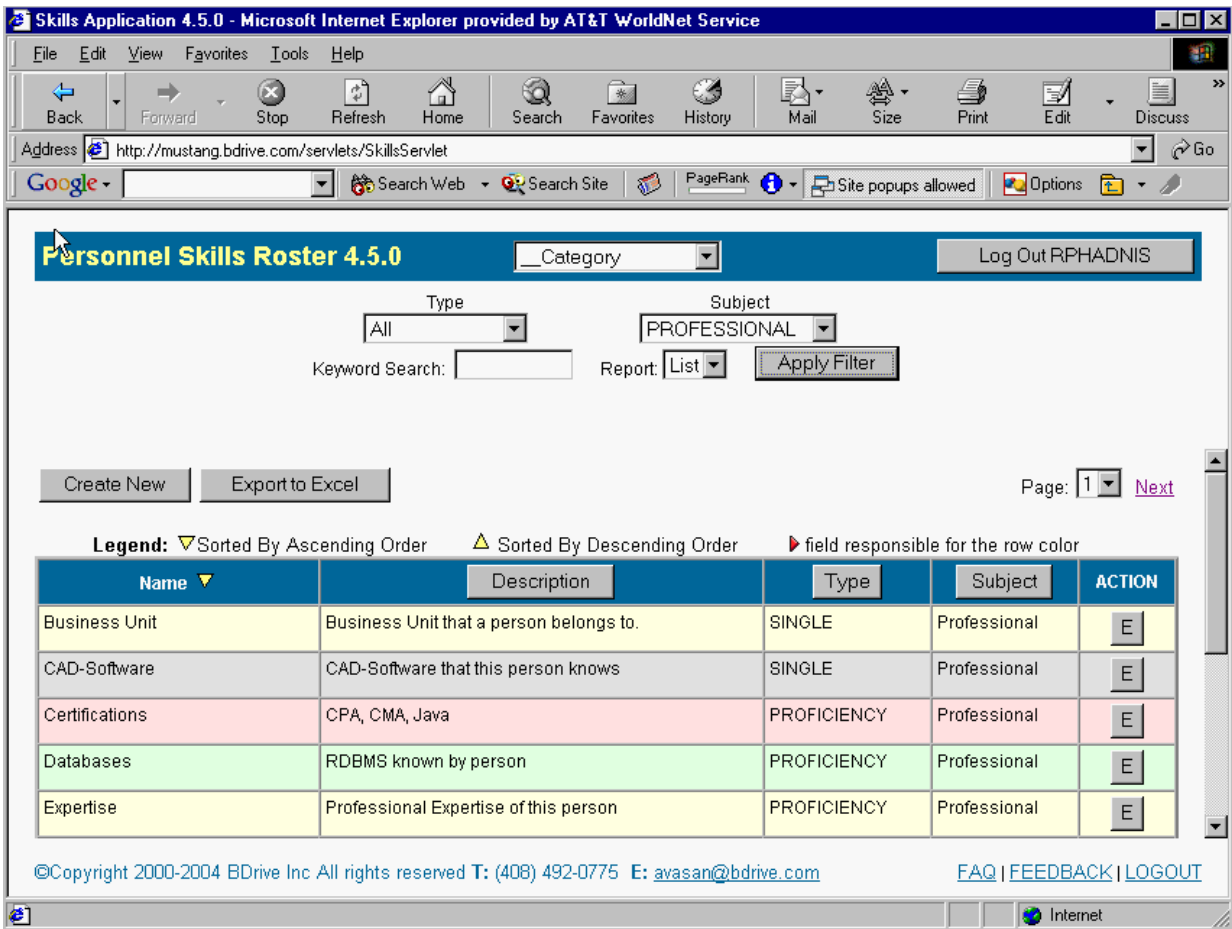 Skills Application 4.5.0 - Microsoft Internet Explorer provided by AT&T WorldNet Service
File Edit View Favorites Tools Help
Back Forward Stop Refresh Home Search Favorites History Mail Size Print Edit Discuss »
Address http://mustang.bdrive.com/servlets/SkillsServlet Go
Google Search Web Search Site PageRank Site popups allowed Options
Personnel Skills Roster 4.5.0 __Category Log Out RPHADNIS
Type Subject
All PROFESSIONAL
Keyword Search: Report: List Apply Filter
Create New Export to Excel Page: 1 Next
Legend: Sorted By Ascending Order Sorted By Descending Order field responsible for the row color
Name Description Type Subject ACTION
Business Unit Business Unit that a person belongs to. SINGLE Professional E
CAD-Software CAD-Software that this person knows SINGLE Professional E
Certifications CPA, CMA, Java PROFICIENCY Professional E
Databases RDBMS known by person PROFICIENCY Professional E
Expertise Professional Expertise of this person PROFICIENCY Professional E
©Copyright 2000-2004 BDrive Inc All rights reserved T: (408) 492-0775 E: avasan@bdrive.com FAQ | FEEDBACK | LOGOUT
Internet